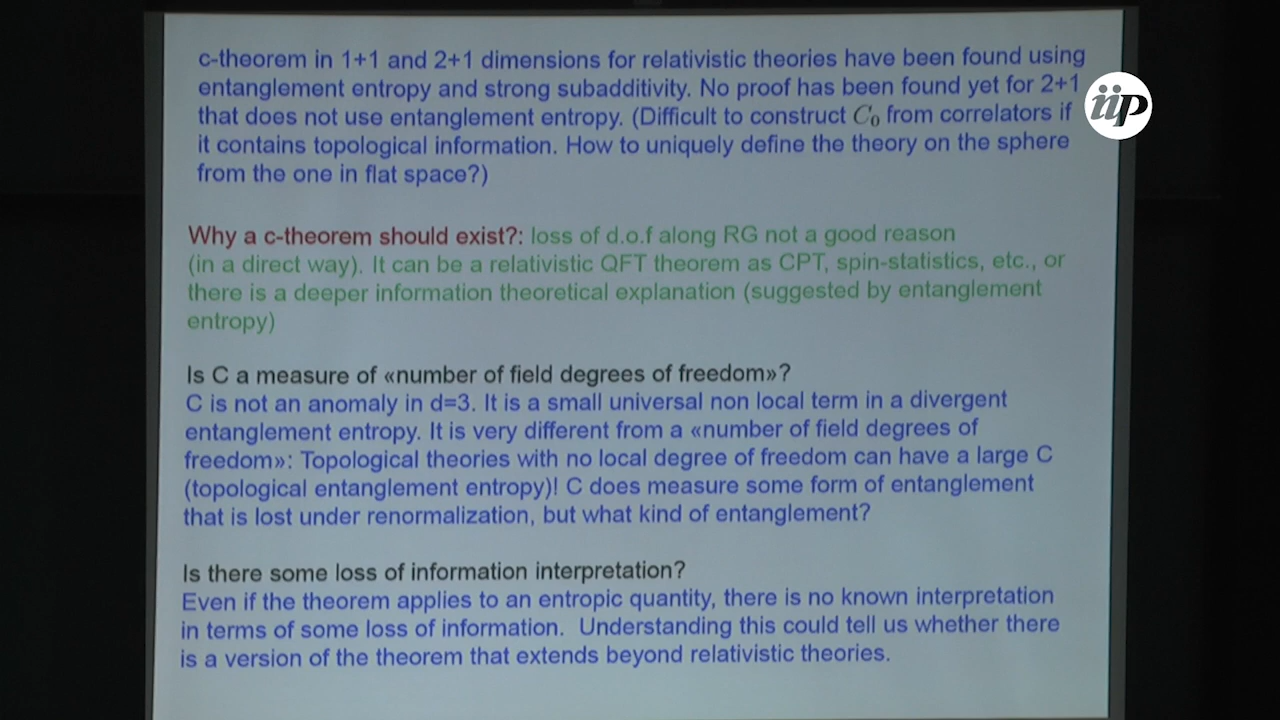 c-theorem in 1+1 and 2+1 dimensions for relativistic theories have been found using
entanglement entropy and strong subadditivity. No proof has been found yet for 2+1
that does not use entanglement entropy. (Difficult to construct C₀ from correlators if
it contains topological information. How to uniquely define the theory on the sphere
from the one in flat space?)
Why a c-theorem should exist?: loss of d.o.f along RG not a good reason
(in a direct way). It can be a relativistic QFT theorem as CPT, spin-statistics, etc., or
there is a deeper information theoretical explanation (suggested by entanglement
entropy)
Is C a measure of «number of field degrees of freedom»?
C is not an anomaly in d=3. It is a small universal non local term in a divergent
entanglement entropy. It is very different from a «number of field degrees of
freedom»: Topological theories with no local degree of freedom can have a large C
(topological entanglement entropy)! C does measure some form of entanglement
that is lost under renormalization, but what kind of entanglement?
Is there some loss of information interpretation?
Even if the theorem applies to an entropic quantity, there is no known interpretation
in terms of some loss of information. Understanding this could tell us whether there
is a version of the theorem that extends beyond relativistic theories.
iip